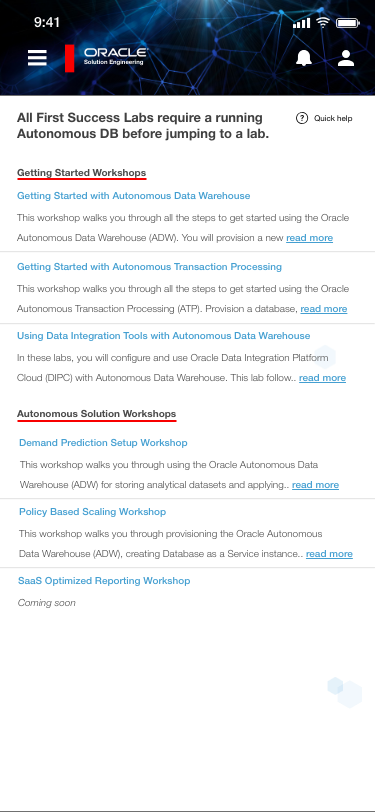 9:41
ORACLE
Solution Engineering
All First Success Labs require a running
Autonomous DB before jumping to a lab.
? Quick help
Getting Started Workshops
Getting Started with Autonomous Data Warehouse
This workshop walks you through all the steps to get started using the Oracle
Autonomous Data Warehouse (ADW). You will provision a new read more
Getting Started with Autonomous Transaction Processing
This workshop walks you through all the steps to get started using the Oracle
Autonomous Transaction Processing (ATP). Provision a database, read more
Using Data Integration Tools with Autonomous Data Warehouse
In these labs, you will configure and use Oracle Data Integration Platform
Cloud (DIPC) with Autonomous Data Warehouse. This lab follow.. read more
Autonomous Solution Workshops
Demand Prediction Setup Workshop
This workshop walks you through using the Oracle Autonomous Data
Warehouse (ADW) for storing analytical datasets and applying.. read more
Policy Based Scaling Workshop
This workshop walks you through provisioning the Oracle Autonomous
Data Warehouse (ADW), creating Database as a Service instance.. read more
SaaS Optimized Reporting Workshop
Coming soon